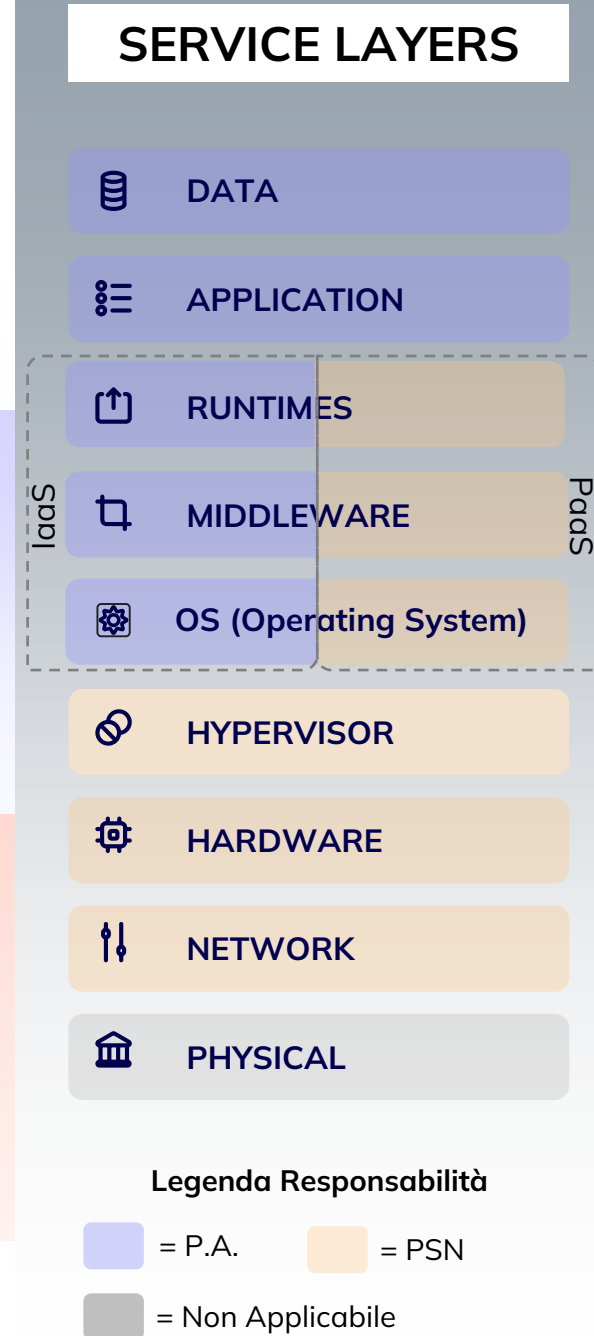 SERVICE LAYERS
DATA
APPLICATION
RUNTIMES
IaaS
MIDDLEWARE
PaaS
OS (Operating System)
HYPERVISOR
HARDWARE
NETWORK
PHYSICAL
Legenda Responsabilità
= P.A.
= PSN
= Non Applicabile